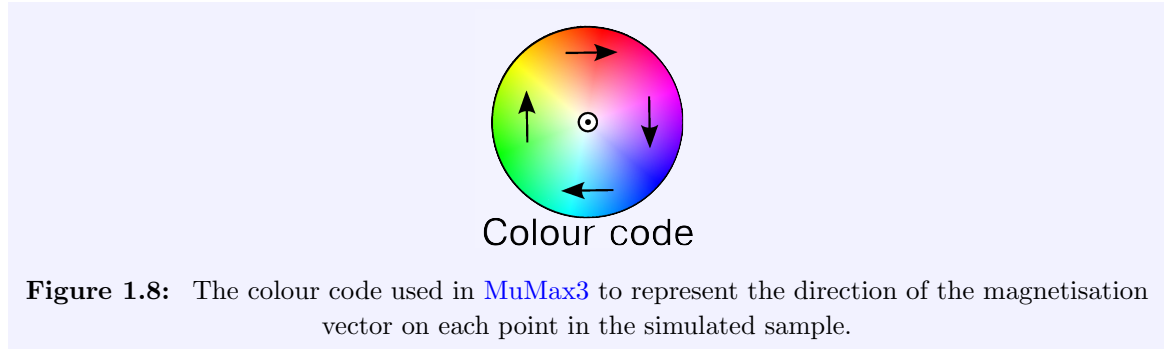 Colour code
Figure 1.8: The colour code used in MuMax3 to represent the direction of the magnetisation
vector on each point in the simulated sample.